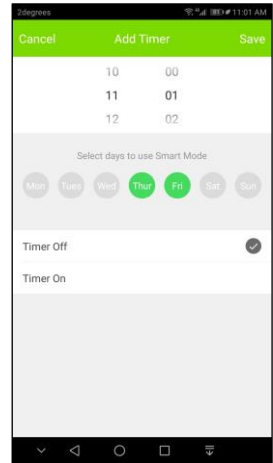 2degrees 11:01 AM
Cancel Add Timer Save
10 00
11 01
12 02
Select days to use Smart Mode
Mon Tues Wed Thur Fri Sat Sun
Timer Off
Timer On